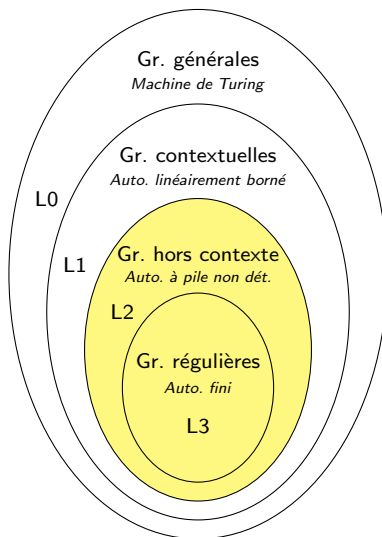 Gr. générales
Machine de Turing
Gr. contextuelles
Auto. linéairement borné
L0
Gr. hors contexte
L1
Auto. à pile non dét.
L2
Gr. régulières
Auto. fini
L3